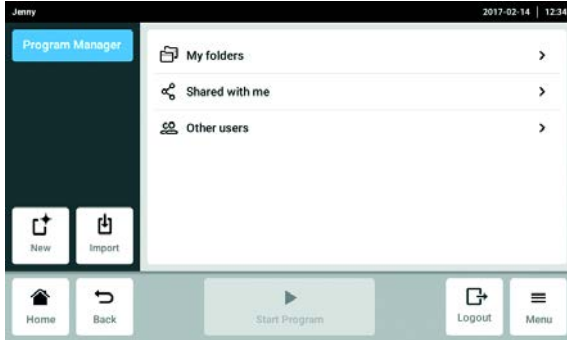 Jenny 2017-02-14 | 12:34
Program Manager
My folders
Shared with me
Other users
New Import
Home Back Start Program Logout Menu